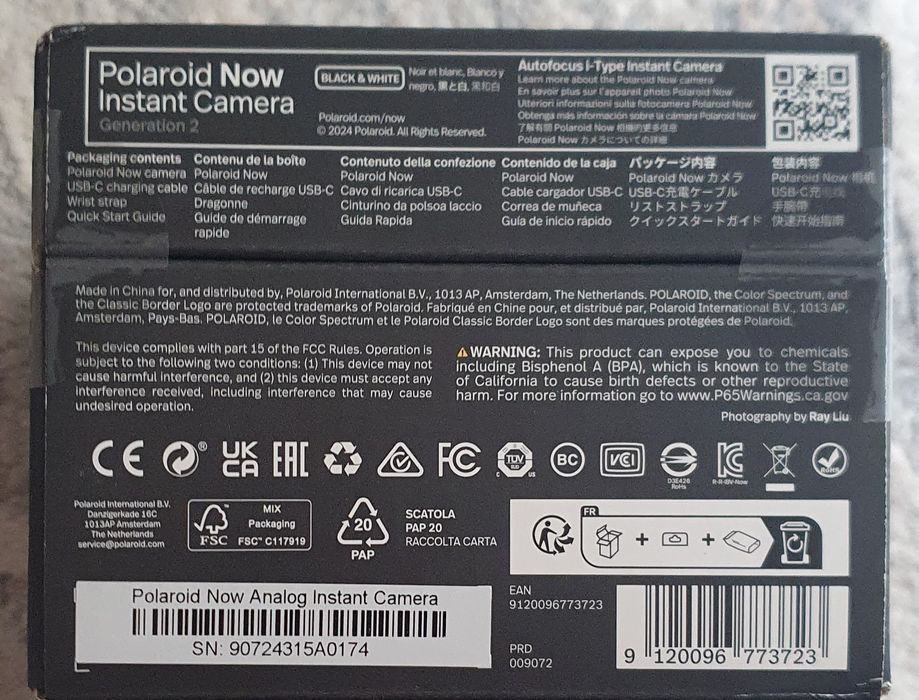 Polaroid Now
Instant Camera
Generation 2
BLACK & WHITE
Noir et blanc, Blanco y
negro, 黒と白, 黑和白
Polaroid.com/now
© 2024 Polaroid. All Rights Reserved.
Autofocus I-Type Instant Camera
Learn more about the Polaroid Now camera
En savoir plus sur l'appareil photo Polaroid Now
Ulteriori informazioni sulla fotocamera Polaroid Now
Obtenga más información sobre la cámara Polaroid Now
了解有關 Polaroid Now 相機的更多信息
Polaroid Now カメラについての詳細
Packaging contents
Polaroid Now camera
USB-C charging cable
Wrist strap
Quick Start Guide
Contenu de la boîte
Polaroid Now
Câble de recharge USB-C
Dragonne
Guide de démarrage
rapide
Contenuto della confezione
Polaroid Now
Cavo di ricarica USB-C
Cinturino da polsoa laccio
Guida Rapida
Contenido de la caja
Polaroid Now
Cable cargador USB-C
Correa de muñeca
Guía de inicio rápido
パッケージ内容
Polaroid Now カメラ
USB-C充電ケーブル
リストストラップ
クイックスタートガイド
包装内容
Polaroid Now 相机
USB-C充
手腕帶
快速开始指南
Made in China for, and distributed by, Polaroid International B.V., 1013 AP, Amsterdam, The Netherlands. POLAROID, the Color Spectrum, and
the Classic Border Logo are protected trademarks of Polaroid. Fabriqué en Chine pour, et distribué par, Polaroid International B.V., 1013 AP,
Amsterdam, Pays-Bas. POLAROID, le Color Spectrum et le Polaroid Classic Border Logo sont des marques protégées de Polaroid.
This device complies with part 15 of the FCC Rules. Operation is
subject to the following two conditions: (1) This device may not
cause harmful interference, and (2) this device must accept any
interference received, including interference that may cause
undesired operation.
⚠WARNING: This product can expose you to chemicals
including Bisphenol A (BPA), which is known to the State
of California to cause birth defects or other reproductive
harm. For more information go to www.P65Warnings.ca.gov
Photography by Ray Liu
CE ® UK CA EAC FC TÜV SÜD C US BC VCI D3E426 RoHS KC R-R-IBV-Now RoHS
Polaroid International B.V.
Danzigerkade 16C
1013AP Amsterdam
The Netherlands
service@polaroid.com
FSC
MIX
Packaging
FSC™ C117919
20
PAP
SCATOLA
PAP 20
RACCOLTA CARTA
FR
+ +
Polaroid Now Analog Instant Camera
SN: 90724315A0174
EAN
9120096773723
PRD
009072
9 120096 773723